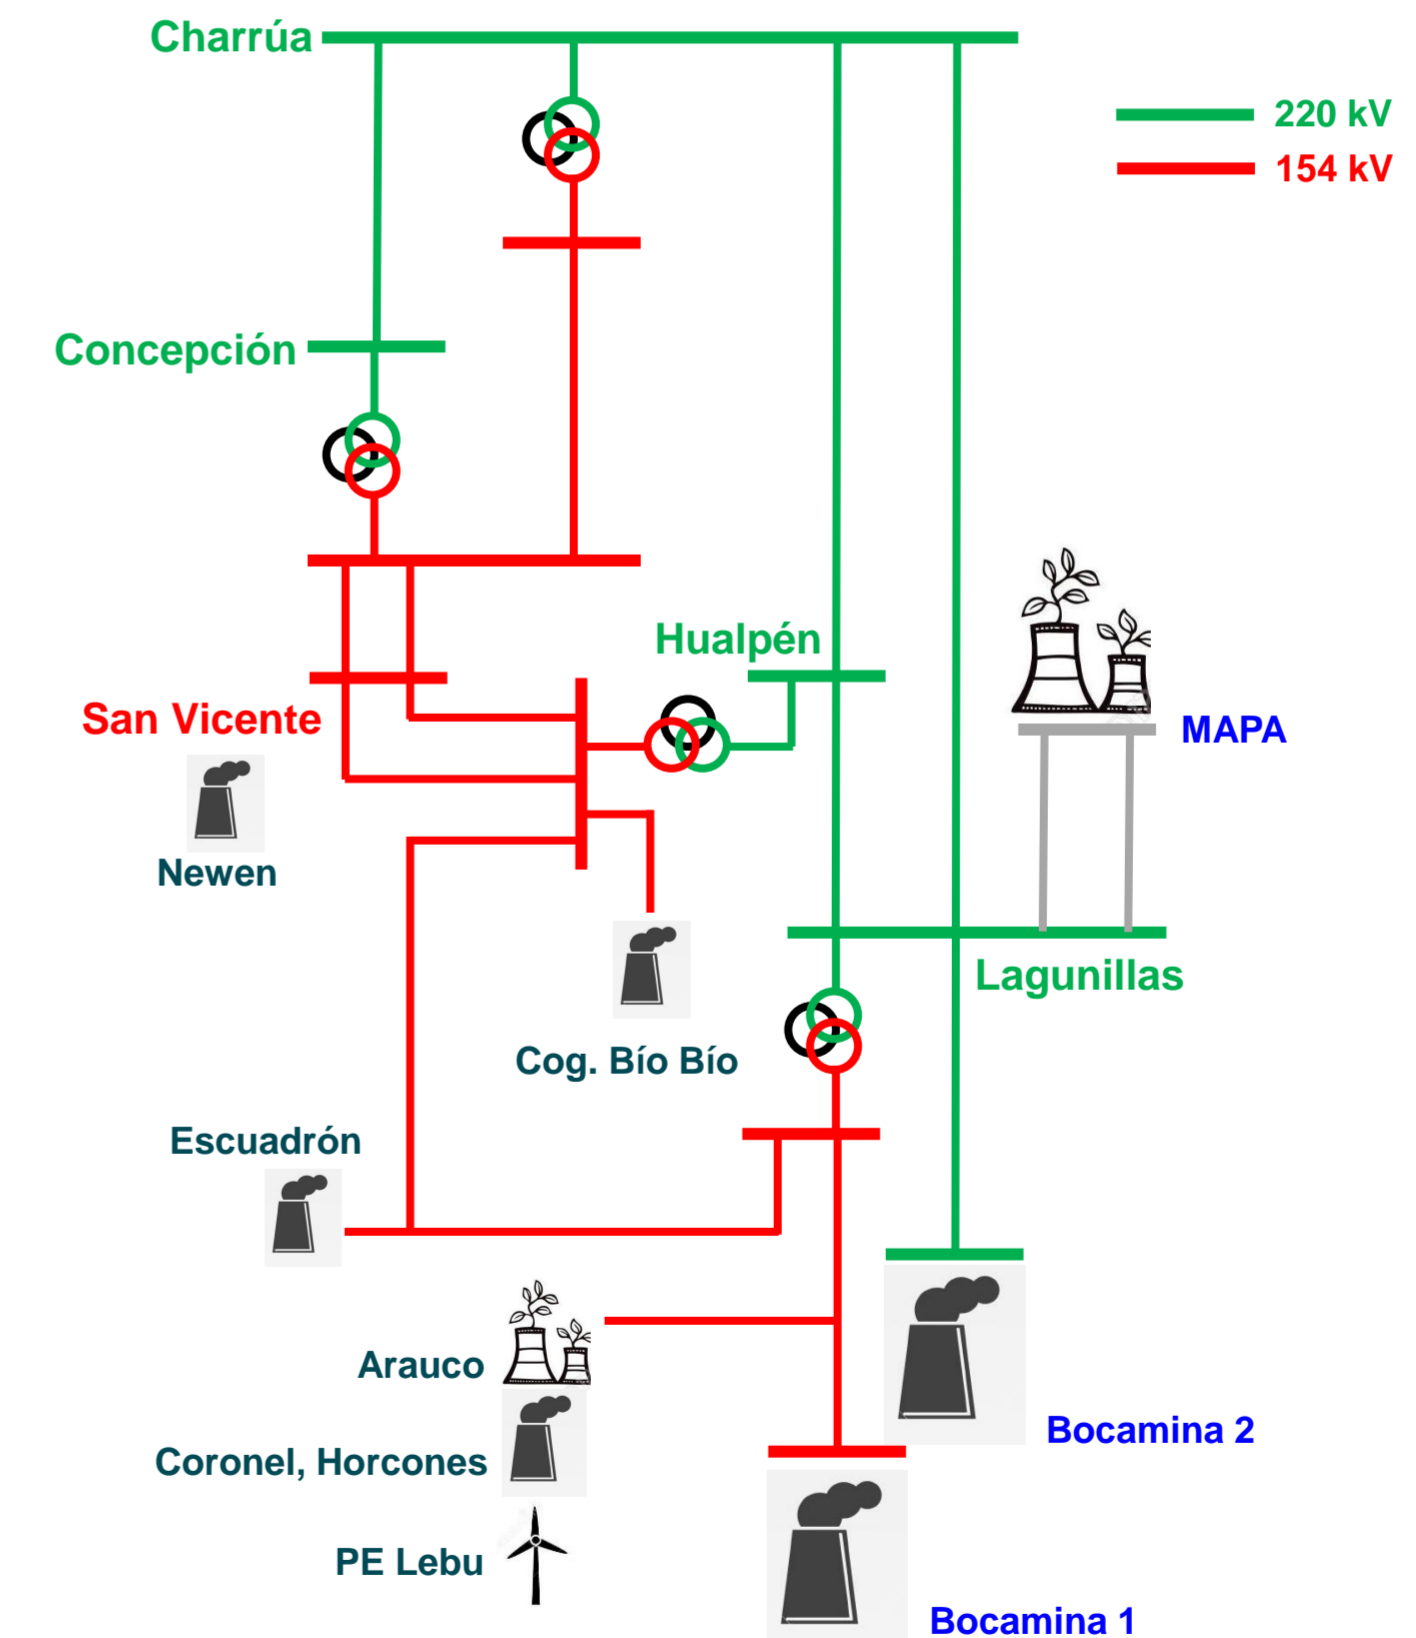 Charrúa
220 kV
154 kV
Concepción
Hualpén
San Vicente
MAPA
Newen
Lagunillas
Cog. Bío Bío
Escuadrón
Arauco
Bocamina 2
Coronel, Horcones
PE Lebu
Bocamina 1